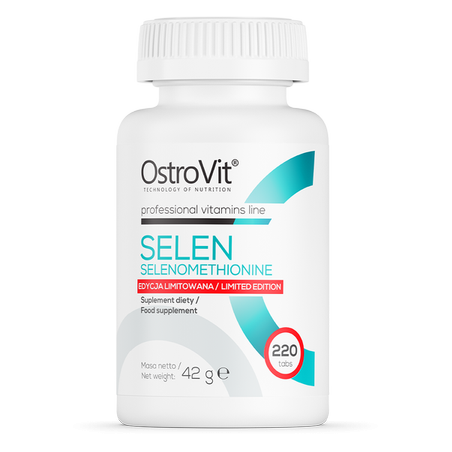 OstroVit®
TECHNOLOGY OF NUTRITION
professional vitamins line
SELEN
SELENOMETHIONINE
EDYCJA LIMITOWANA / LIMITED EDITION
Suplement diety /
Food supplement
220
tabs
Masa netto /
Net weight: 42 g ℮